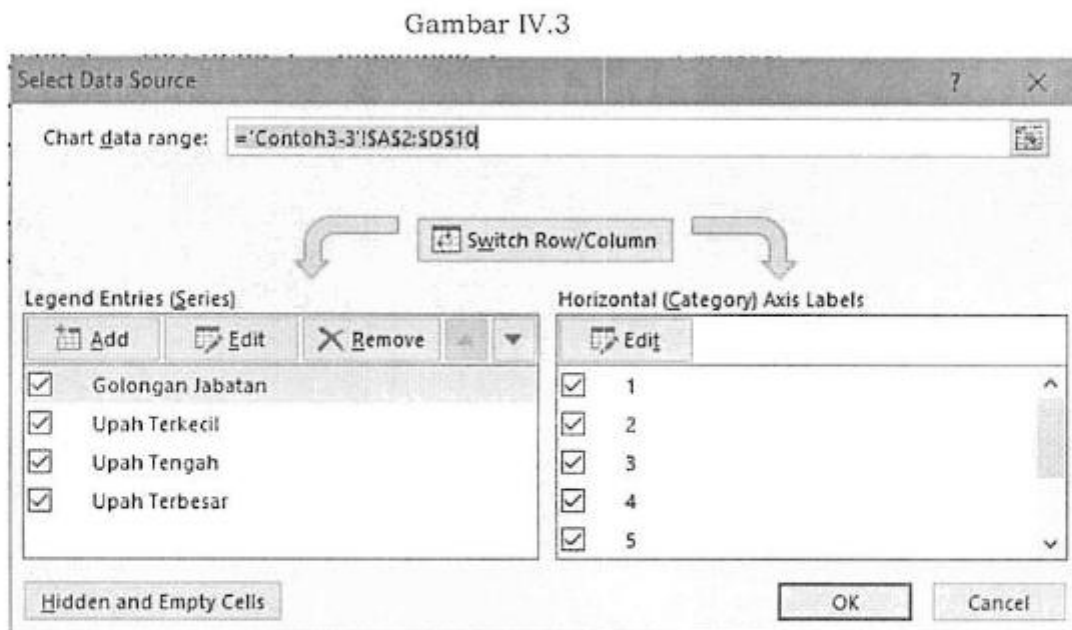 Gambar IV.3
Select Data Source ? ×
Chart data range: ='Contoh3-3'!$A$2:$D$10
Switch Row/Column
Legend Entries (Series)
Add Edit Remove
Golongan Jabatan
Upah Terkecil
Upah Tengah
Upah Terbesar
Horizontal (Category) Axis Labels
Edit
1
2
3
4
5
Hidden and Empty Cells
OK Cancel